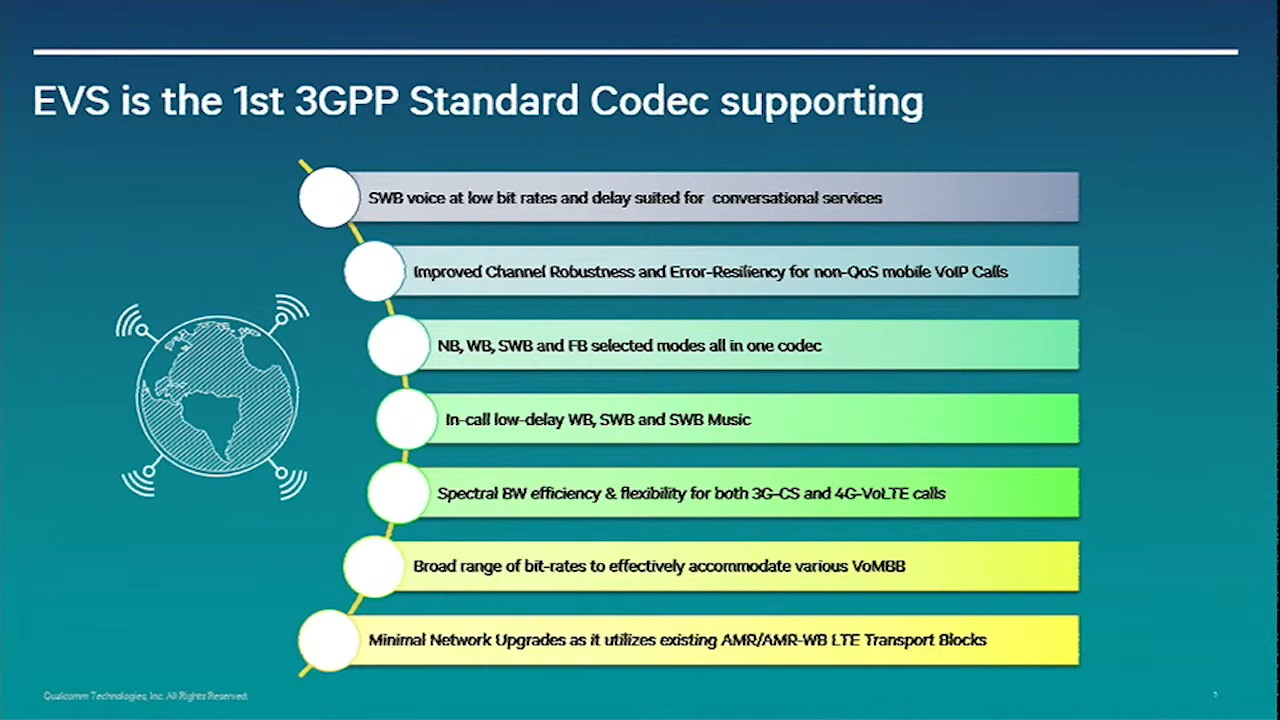 EVS is the 1st 3GPP Standard Codec supporting
SWB voice at low bit rates and delay suited for conversational services
Improved Channel Robustness and Error-Resiliency for non-QoS mobile VoIP Calls
NB, WB, SWB and FB selected modes all in one codec
In-call low-delay WB, SWB and SWB Music
Spectral BW efficiency & flexibility for both 3G-CS and 4G-VoLTE calls
Broad range of bit-rates to effectively accommodate various VoMBB
Minimal Network Upgrades as it utilizes existing AMR/AMR-WB LTE Transport Blocks
Qualcomm Technologies, Inc. All Rights Reserved.
5